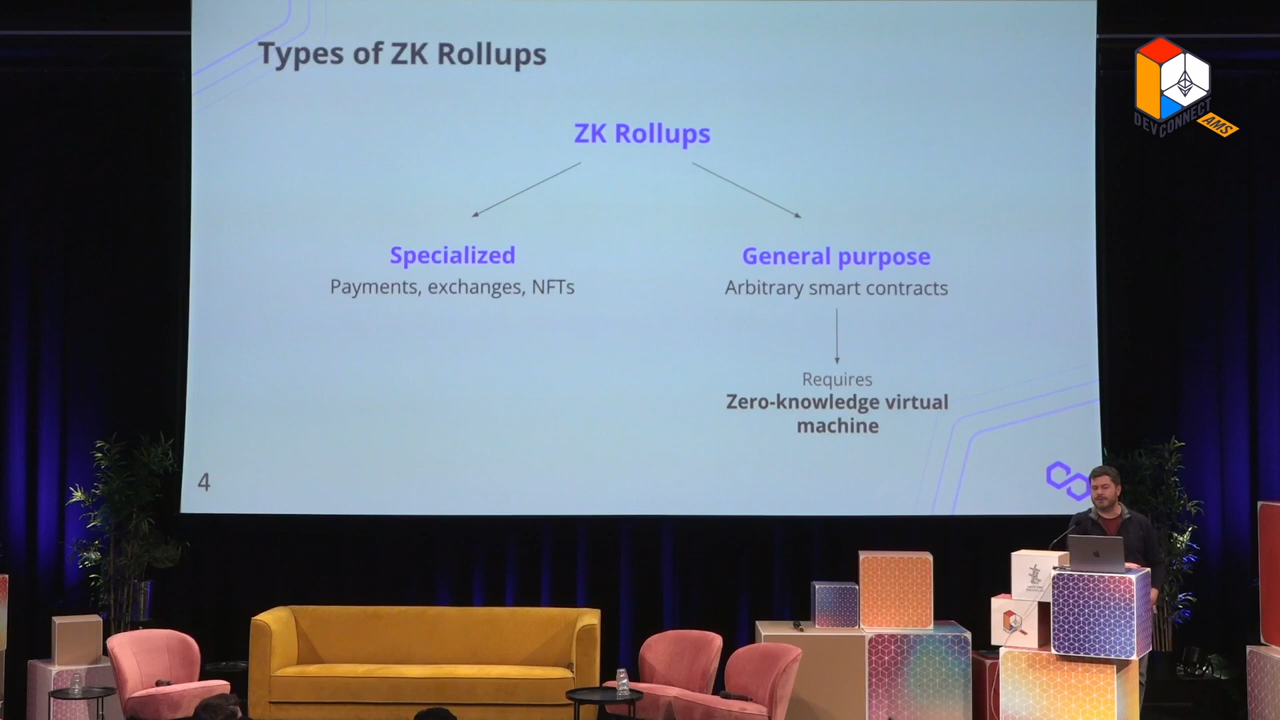 Types of ZK Rollups
ZK Rollups
Specialized
Payments, exchanges, NFTs
General purpose
Arbitrary smart contracts
Requires
Zero-knowledge virtual
machine
4
DEVCONNECT
AMS